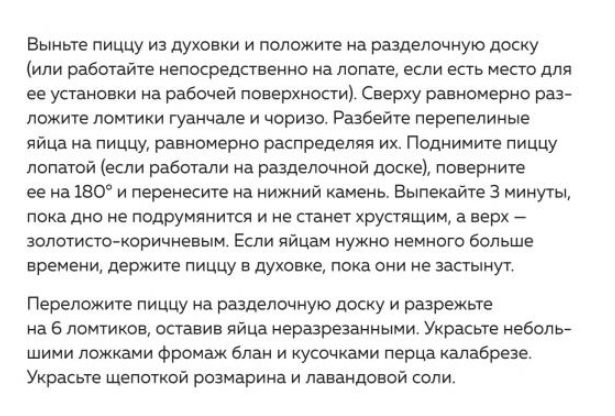 Выньте пиццу из духовки и положите на разделочную доску
(или работайте непосредственно на лопате, если есть место для
ее установки на рабочей поверхности). Сверху равномерно раз-
ложите ломтики гуанчале и чоризо. Разбейте перепелиные
яйца на пиццу, равномерно распределяя их. Поднимите пиццу
лопатой (если работали на разделочной доске), поверните
ее на 180° и перенесите на нижний камень. Выпекайте 3 минуты,
пока дно не подрумянится и не станет хрустящим, а верх —
золотисто-коричневым. Если яйцам нужно немного больше
времени, держите пиццу в духовке, пока они не застынут.
Переложите пиццу на разделочную доску и разрежьте
на 6 ломтиков, оставив яйца неразрезанными. Украсьте неболь-
шими ложками фромаж блан и кусочками перца калабрезе.
Украсьте щепоткой розмарина и лавандовой соли.